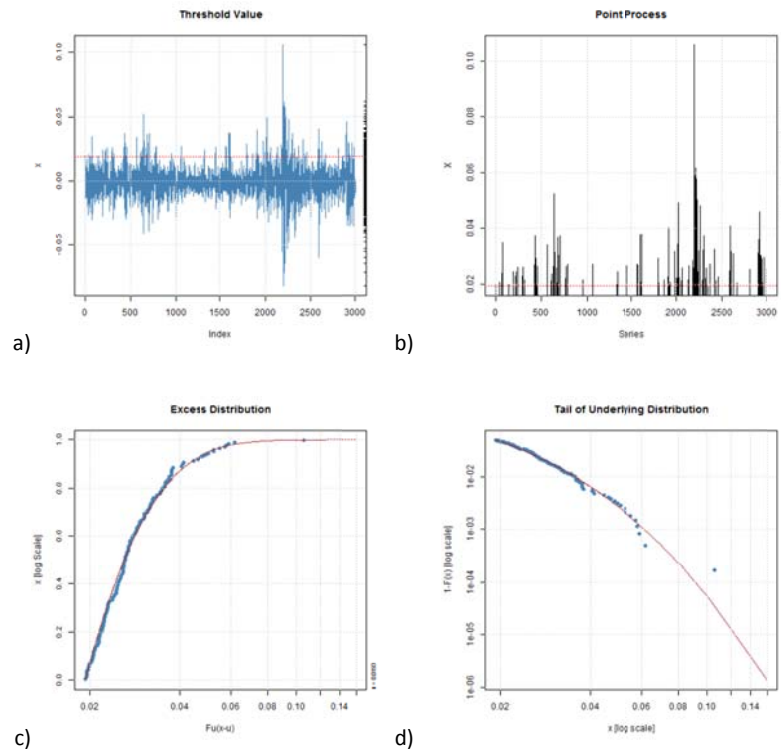 Threshold Value
0.10
0.05
0.00
-0.05
x
0 500 1000 1500 2000 2500 3000
Index
a)
Point Process
0.10
0.08
0.06
0.04
0.02
X
0 500 1000 1500 2000 2500 3000
Series
b)
Excess Distribution
1.0
0.8
0.6
0.4
0.2
0.0
x [log Scale]
0.02 0.04 0.06 0.10 0.14
Fu(x-u)
c)
Tail of Underlying Distribution
1e-02
1e-03
1e-04
1e-05
1e-06
1-F(x) [log scale]
0.02 0.04 0.06 0.10 0.14
x [log scale]
d)